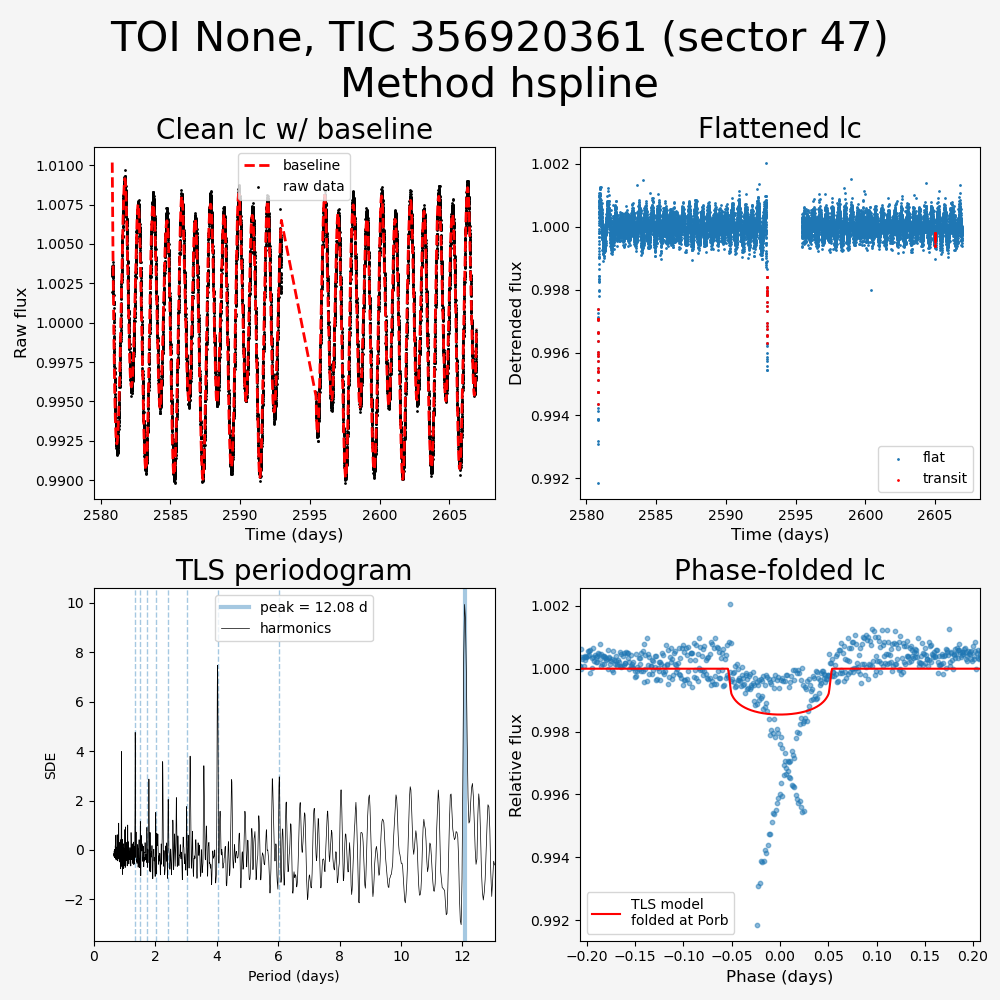 TOI None, TIC 356920361 (sector 47)
Method hspline
Clean lc w/ baseline
Raw flux
1.0100
1.0075
1.0050
1.0025
1.0000
0.9975
0.9950
0.9925
0.9900
baseline
raw data
2580 2585 2590 2595 2600 2605
Time (days)
Flattened lc
Detrended flux
1.002
1.000
0.998
0.996
0.994
0.992
flat
transit
2580 2585 2590 2595 2600 2605
Time (days)
TLS periodogram
SDE
10
8
6
4
2
0
−2
peak = 12.08 d
harmonics
0 2 4 6 8 10 12
Period (days)
Phase-folded lc
Relative flux
1.002
1.000
0.998
0.996
0.994
0.992
TLS model
folded at Porb
−0.20 −0.15 −0.10 −0.05 0.00 0.05 0.10 0.15 0.20
Phase (days)